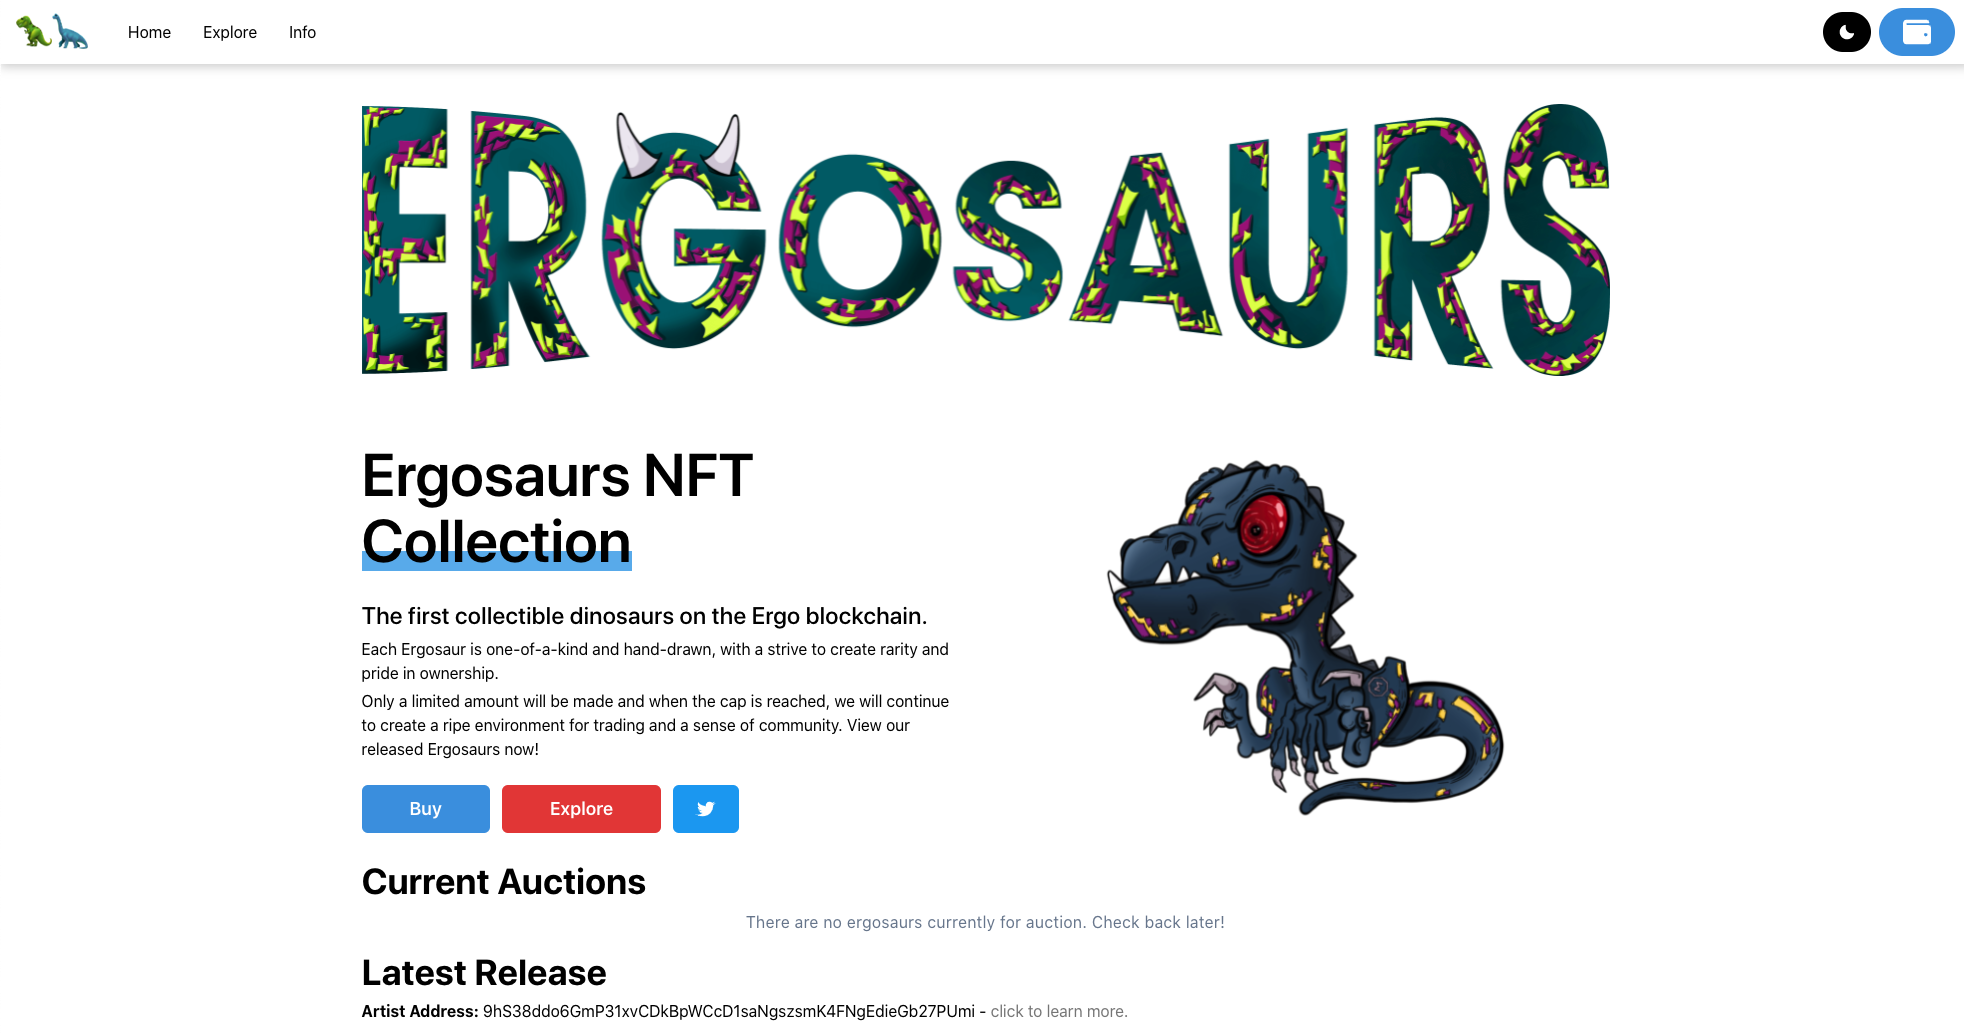 Home Explore Info
ERGOSAURS
Ergosaurs NFT
Collection
The first collectible dinosaurs on the Ergo blockchain.
Each Ergosaur is one-of-a-kind and hand-drawn, with a strive to create rarity and
pride in ownership.
Only a limited amount will be made and when the cap is reached, we will continue
to create a ripe environment for trading and a sense of community. View our
released Ergosaurs now!
Buy Explore
Current Auctions
There are no ergosaurs currently for auction. Check back later!
Latest Release
Artist Address: 9hS38ddo6GmP31xvCDkBpWCcD1saNgszsmK4FNgEdieGb27PUmi - click to learn more.